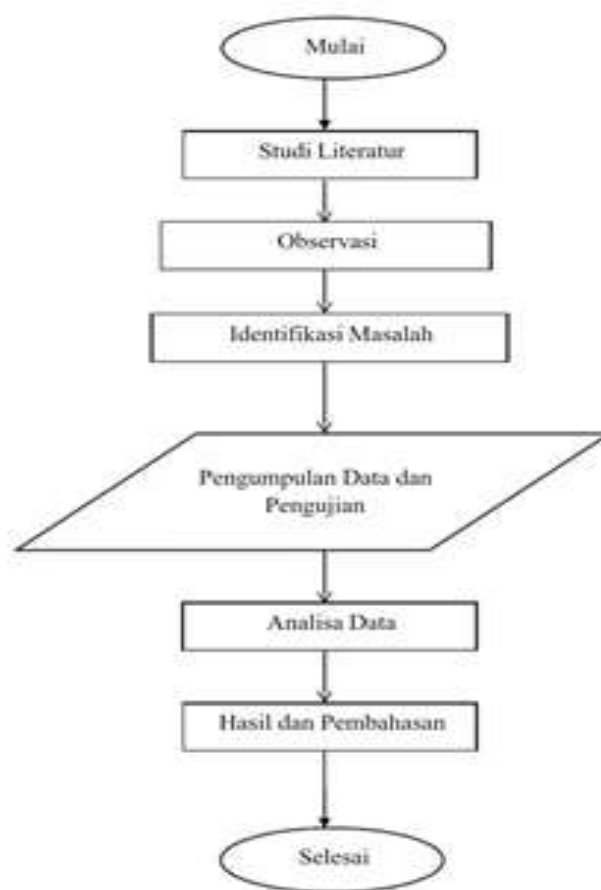 Mulai
Studi Literatur
Observasi
Identifikasi Masalah
Pengumpulan Data dan
Pengujian
Analisa Data
Hasil dan Pembahasan
Selesai